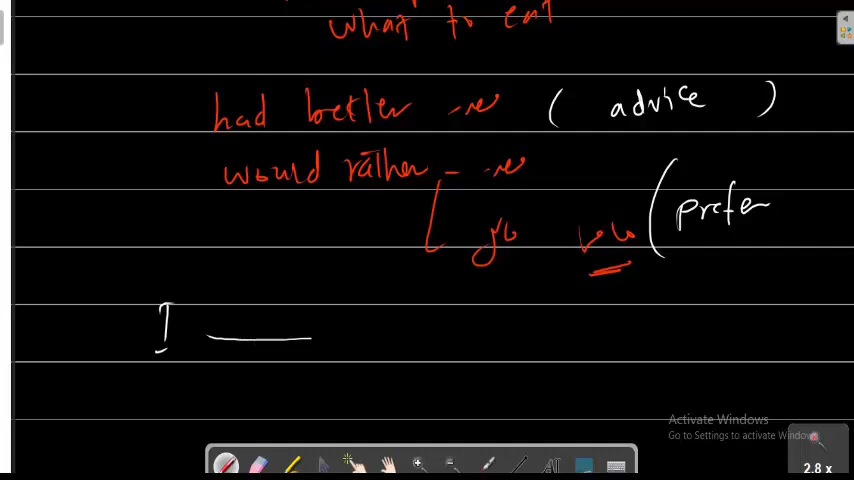 what to eat
had better ( advice )
would rather - 
( prefer
I
Activate Windows
Go to Settings to activate Windows
2.8 x